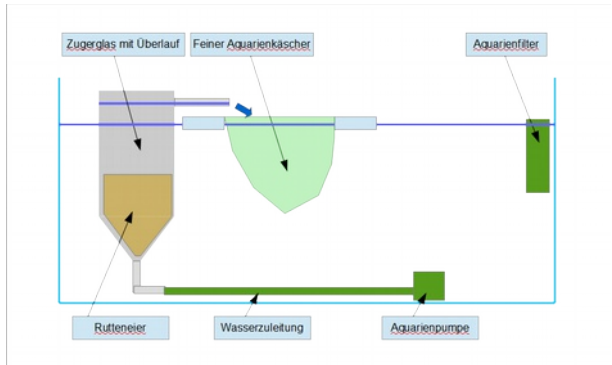 Zugerglas mit Überlauf
Feiner Aquarienkäscher
Aquarienfilter
Rutteneier
Wasserzuleitung
Aquarienpumpe